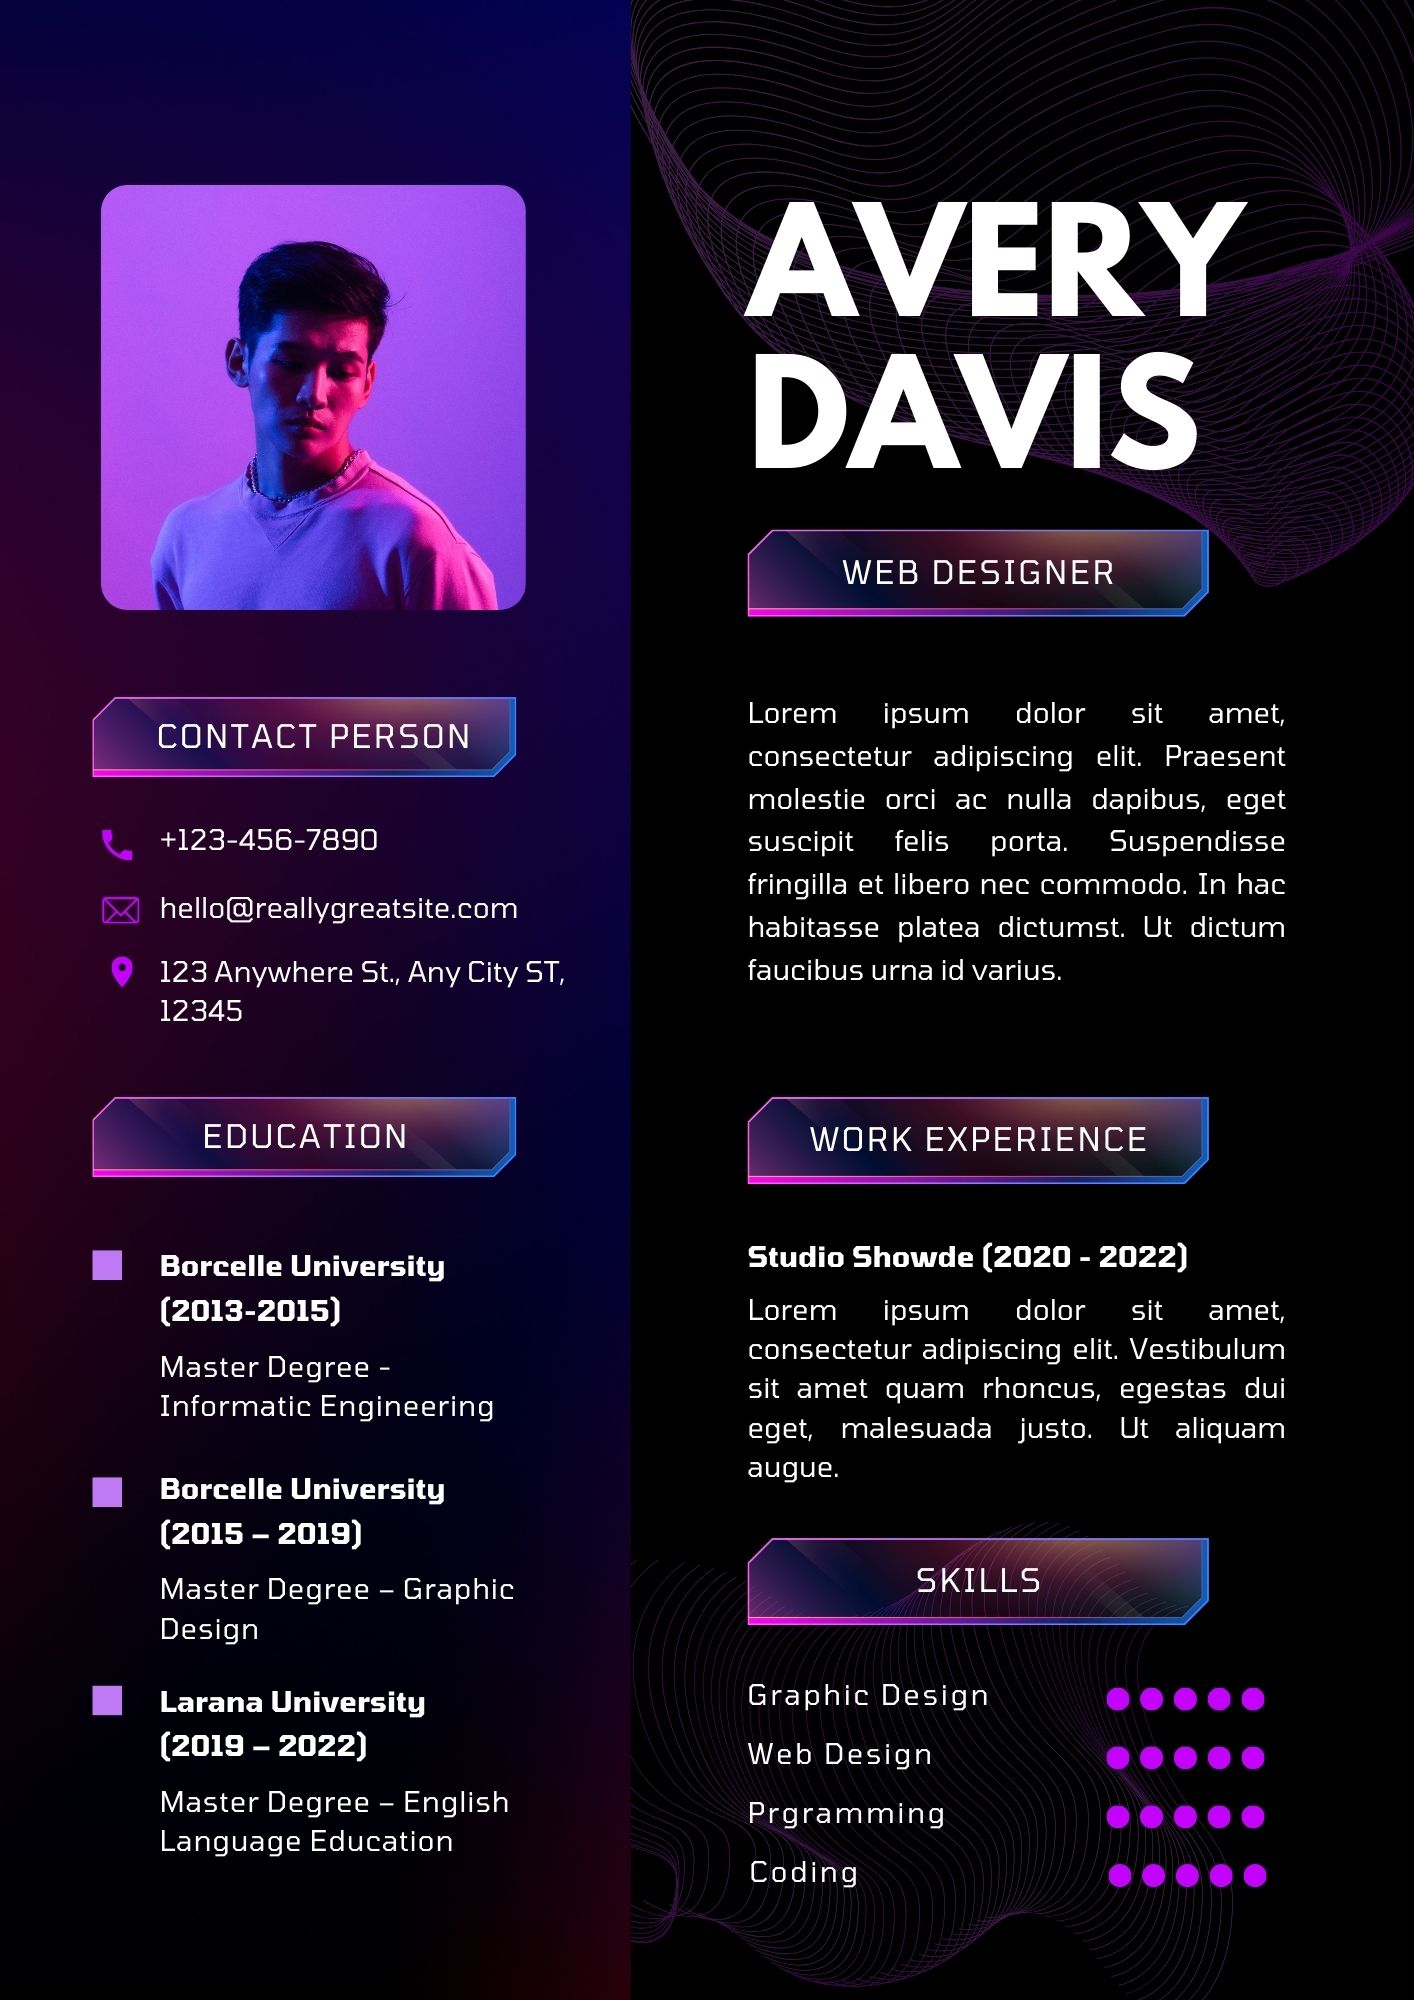 AVERY
DAVIS
WEB DESIGNER
Lorem ipsum dolor sit amet,
consectetur adipiscing elit. Praesent
molestie orci ac nulla dapibus, eget
suscipit felis porta. Suspendisse
fringilla et libero nec commodo. In hac
habitasse platea dictumst. Ut dictum
faucibus urna id varius.
CONTACT PERSON
+123-456-7890
hello@reallygreatsite.com
123 Anywhere St., Any City ST,
12345
EDUCATION
Borcelle University
(2013-2015)
Master Degree -
Informatic Engineering
Borcelle University
(2015 – 2019)
Master Degree – Graphic
Design
Larana University
(2019 – 2022)
Master Degree – English
Language Education
WORK EXPERIENCE
Studio Showde (2020 - 2022)
Lorem ipsum dolor sit amet,
consectetur adipiscing elit. Vestibulum
sit amet quam rhoncus, egestas dui
eget, malesuada justo. Ut aliquam
augue.
SKILLS
Graphic Design
Web Design
Prgramming
Coding